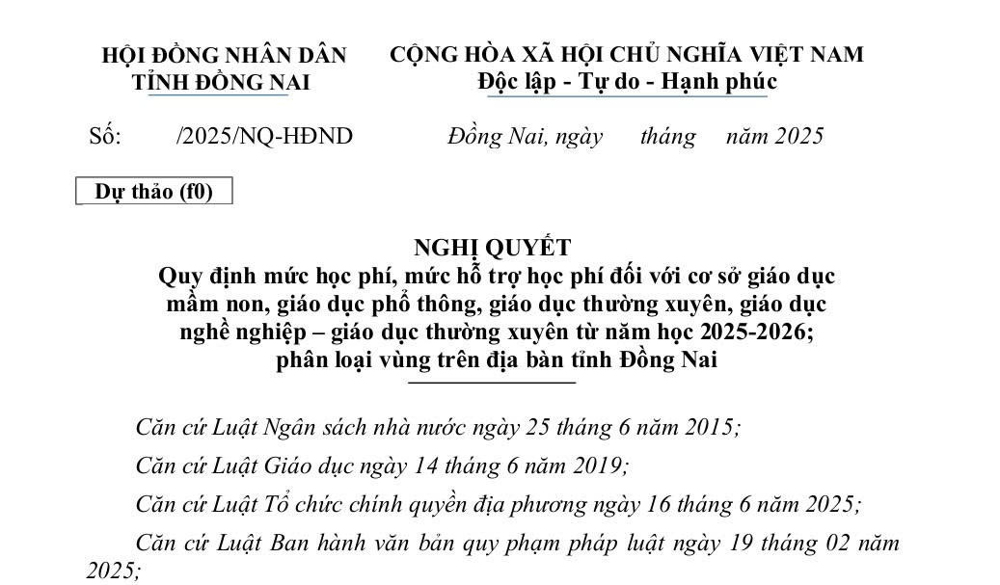 HỘI ĐỒNG NHÂN DÂN
TỈNH ĐỒNG NAI
CỘNG HÒA XÃ HỘI CHỦ NGHĨA VIỆT NAM
Độc lập - Tự do - Hạnh phúc
Số: /2025/NQ-HĐND
Đồng Nai, ngày tháng năm 2025
Dự thảo (f0)
NGHỊ QUYẾT
Quy định mức học phí, mức hỗ trợ học phí đối với cơ sở giáo dục
mầm non, giáo dục phổ thông, giáo dục thường xuyên, giáo dục
nghề nghiệp – giáo dục thường xuyên từ năm học 2025-2026;
phân loại vùng trên địa bàn tỉnh Đồng Nai
Căn cứ Luật Ngân sách nhà nước ngày 25 tháng 6 năm 2015;
Căn cứ Luật Giáo dục ngày 14 tháng 6 năm 2019;
Căn cứ Luật Tổ chức chính quyền địa phương ngày 16 tháng 6 năm 2025;
Căn cứ Luật Ban hành văn bản quy phạm pháp luật ngày 19 tháng 02 năm
2025;